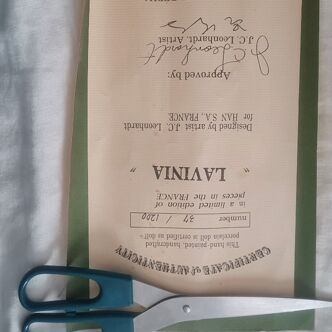 CERTIFICATE of AUTHENTICITY
This hand painted, handcrafted
porcelain doll is certified as doll's
number 37 / 1200
in a limited edition of
pieces in the FRANCE.
" LAVINIA "
Designed by artist J.C. Leonhardt
for HAN S.A., FRANCE.
Approved by:
J.C. Leonhardt
J.C. Leonhardt, Artist